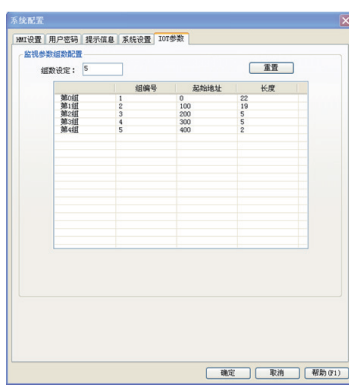 系统配置
HMI设置 用户密码 提示信息 系统设置 IOT参数
监视参数组数配置
组数设定： 5 重置
组编号 起始地址 长度
第0组 1 0 22
第1组 2 100 19
第2组 3 200 5
第3组 4 300 5
第4组 5 400 2
确定 取消 帮助(F1)